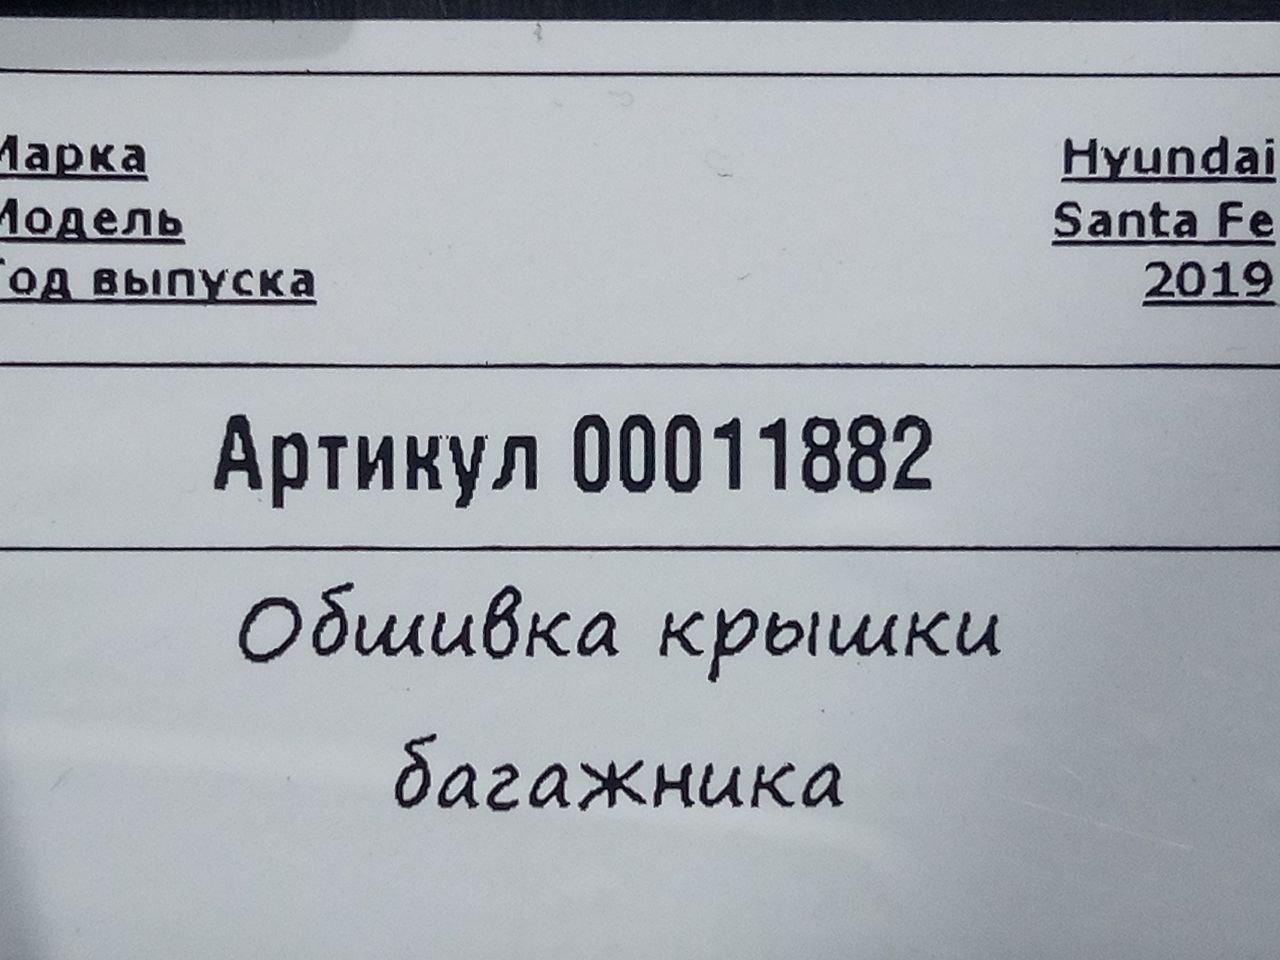 Марка Hyundai
Модель Santa Fe
Год выпуска 2019
Артикул 00011882
Обшивка крышки
багажника